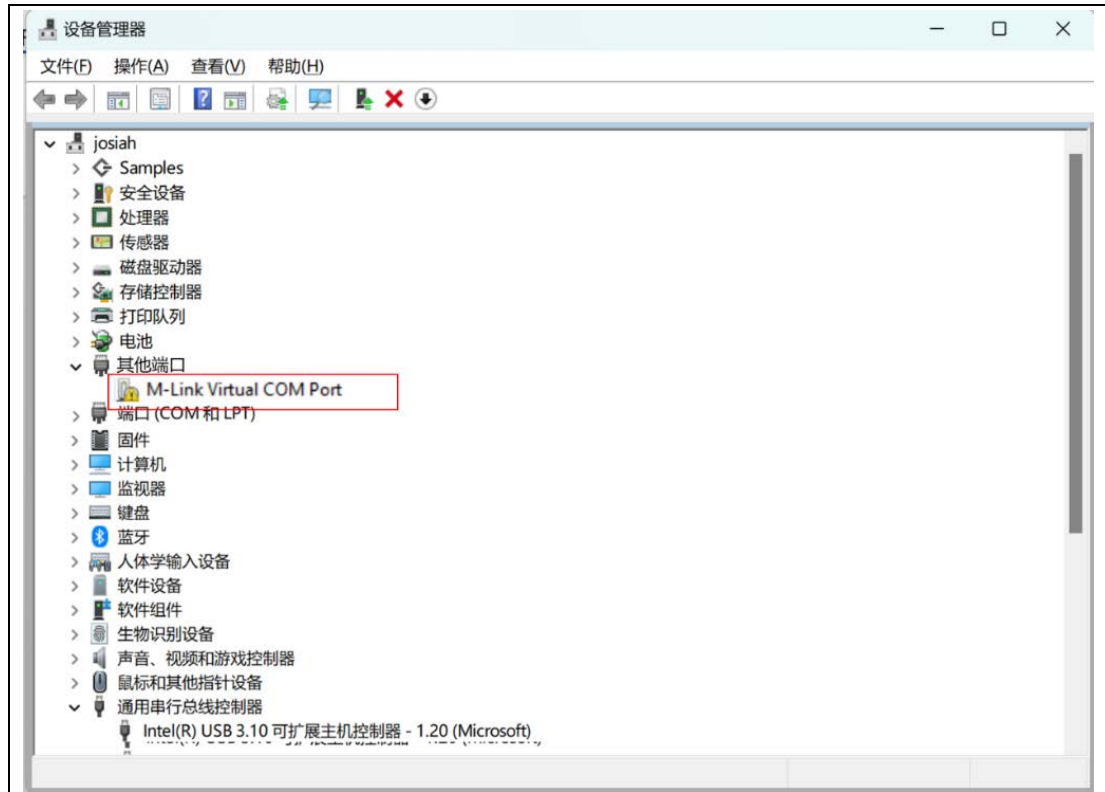 设备管理器
文件(F) 操作(A) 查看(V) 帮助(H)
josiah
Samples
安全设备
处理器
传感器
磁盘驱动器
存储控制器
打印队列
电池
其他端口
M-Link Virtual COM Port
端口 (COM 和 LPT)
固件
计算机
监视器
键盘
蓝牙
人体学输入设备
软件设备
软件组件
生物识别设备
声音、视频和游戏控制器
鼠标和其他指针设备
通用串行总线控制器
Intel(R) USB 3.10 可扩展主机控制器 - 1.20 (Microsoft)